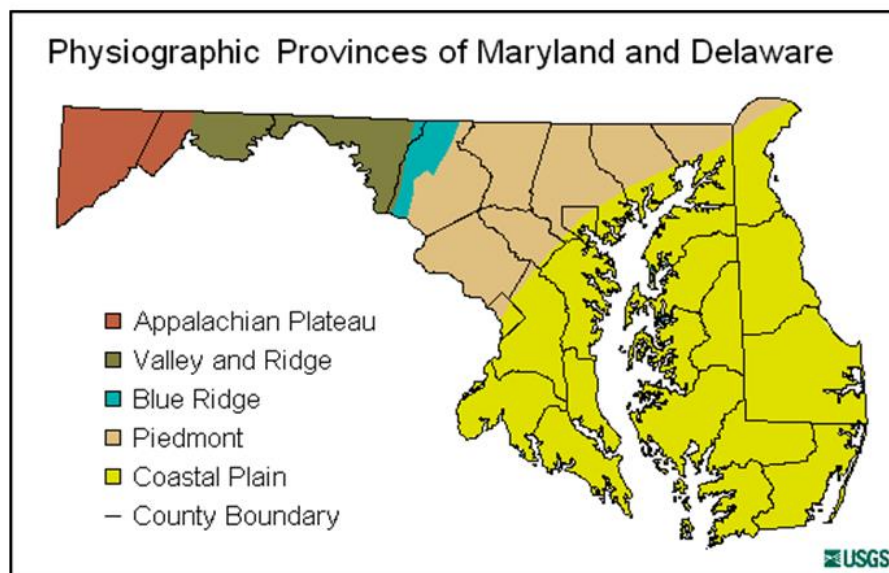 Physiographic Provinces of Maryland and Delaware
Appalachian Plateau
Valley and Ridge
Blue Ridge
Piedmont
Coastal Plain
County Boundary
USGS